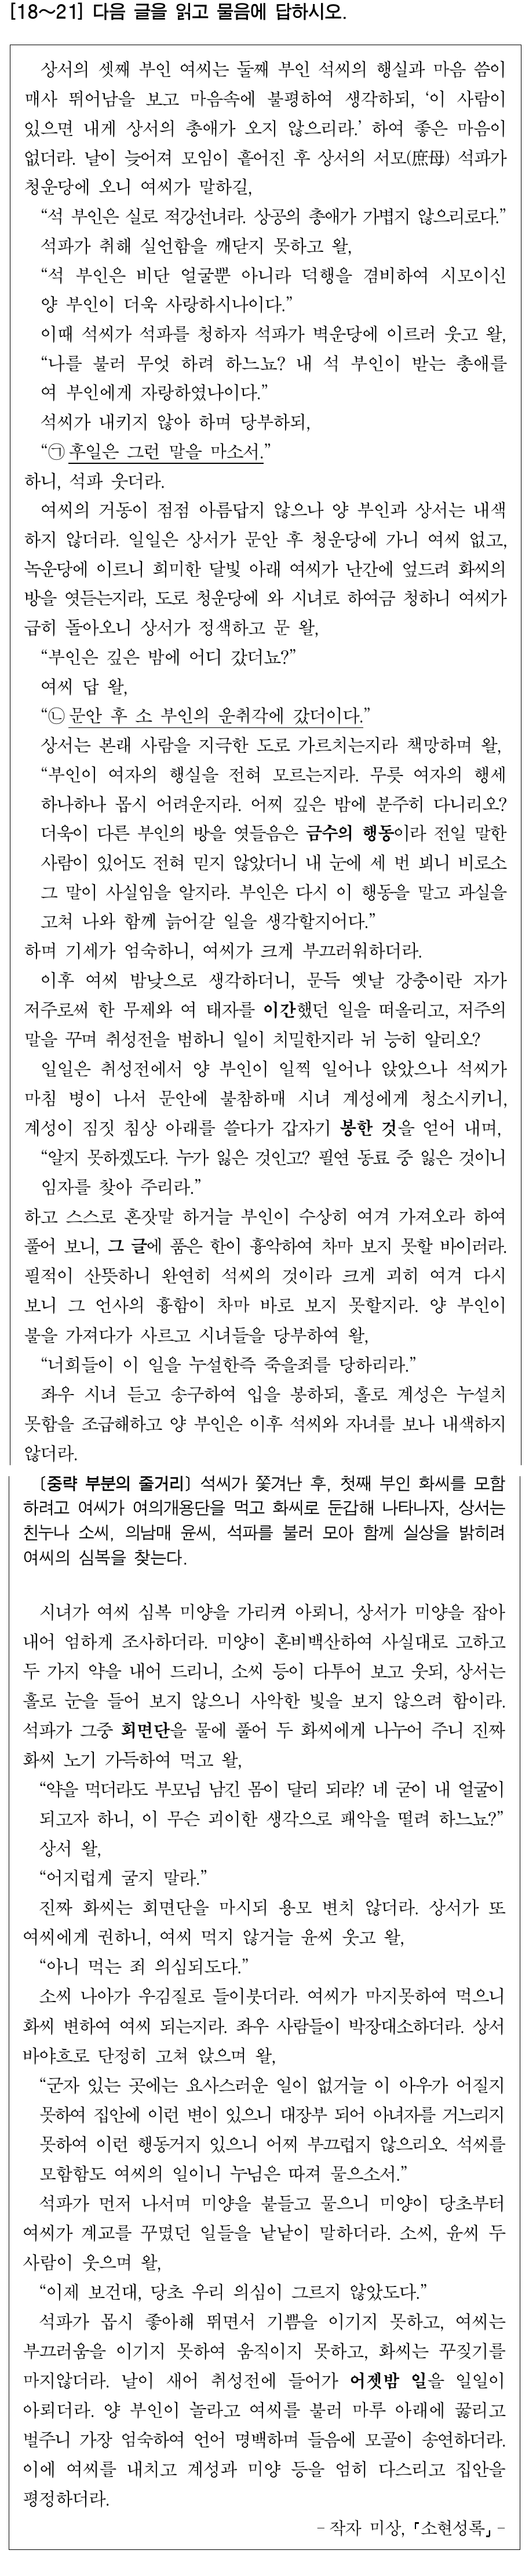 [18～21] 다음 글을 읽고 물음에 답하시오.
상서의 셋째 부인 여씨는 둘째 부인 석씨의 행실과 마음 씀이
매사 뛰어남을 보고 마음속에 불평하여 생각하되, ‘이 사람이
있으면 내게 상서의 총애가 오지 않으리라.’ 하여 좋은 마음이
없더라. 날이 늦어져 모임이 흩어진 후 상서의 서모(庶母) 석파가
청운당에 오니 여씨가 말하길,
“석 부인은 실로 적강선녀라. 상공의 총애가 가볍지 않으리로다.”
석파가 취해 실언함을 깨닫지 못하고 왈,
“석 부인은 비단 얼굴뿐 아니라 덕행을 겸비하여 시모이신
양 부인이 더욱 사랑하시나이다.”
이때 석씨가 석파를 청하자 석파가 벽운당에 이르러 웃고 왈,
“나를 불러 무엇 하려 하느뇨? 내 석 부인이 받는 총애를
여 부인에게 자랑하였나이다.”
석씨가 내키지 않아 하며 당부하되,
“㉠후일은 그런 말을 마소서.”
하니, 석파 웃더라.
여씨의 거동이 점점 아름답지 않으나 양 부인과 상서는 내색
하지 않더라. 일일은 상서가 문안 후 청운당에 가니 여씨 없고,
녹운당에 이르니 희미한 달빛 아래 여씨가 난간에 엎드려 화씨의
방을 엿듣는지라, 도로 청운당에 와 시녀로 하여금 청하니 여씨가
급히 돌아오니 상서가 정색하고 문 왈,
“부인은 깊은 밤에 어디 갔더뇨?”
여씨 답 왈,
“㉡문안 후 소 부인의 운취각에 갔더이다.”
상서는 본래 사람을 지극한 도로 가르치는지라 책망하며 왈,
“부인이 여자의 행실을 전혀 모르는지라. 무릇 여자의 행세
하나하나 몹시 어려운지라. 어찌 깊은 밤에 분주히 다니리오?
더욱이 다른 부인의 방을 엿들음은 금수의 행동이라 전일 말한
사람이 있어도 전혀 믿지 않았더니 내 눈에 세 번 뵈니 비로소
그 말이 사실임을 알지라. 부인은 다시 이 행동을 말고 과실을
고쳐 나와 함께 늙어갈 일을 생각할지어다.”
하며 기세가 엄숙하니, 여씨가 크게 부끄러워하더라.
이후 여씨 밤낮으로 생각하더니, 문득 옛날 강충이란 자가
저주로써 한 무제와 여 태자를 이간했던 일을 떠올리고, 저주의
말을 꾸며 취성전을 범하니 일이 치밀한지라 뉘 능히 알리오?
일일은 취성전에서 양 부인이 일찍 일어나 앉았으나 석씨가
마침 병이 나서 문안에 불참하매 시녀 계성에게 청소시키니,
계성이 짐짓 침상 아래를 쓸다가 갑자기 봉한 것을 얻어 내며,
“알지 못하겠도다. 누가 잃은 것인고? 필연 동료 중 잃은 것이니
임자를 찾아 주리라.”
하고 스스로 혼잣말 하거늘 부인이 수상히 여겨 가져오라 하여
풀어 보니, 그 글에 품은 한이 흉악하여 차마 보지 못할 바이러라.
필적이 산뜻하니 완연히 석씨의 것이라 크게 괴히 여겨 다시
보니 그 언사의 흉함이 차마 바로 보지 못할지라. 양 부인이
불을 가져다가 사르고 시녀들을 당부하여 왈,
“너희들이 이 일을 누설한즉 죽을죄를 당하리라.”
좌우 시녀 듣고 송구하여 입을 봉하되, 홀로 계성은 누설치
못함을 조급해하고 양 부인은 이후 석씨와 자녀를 보나 내색하지
않더라.
〔중략 부분의 줄거리〕 석씨가 쫓겨난 후, 첫째 부인 화씨를 모함
하려고 여씨가 여의개용단을 먹고 화씨로 둔갑해 나타나자, 상서는
친누나 소씨, 의남매 윤씨, 석파를 불러 모아 함께 실상을 밝히려
여씨의 심복을 찾는다.
시녀가 여씨 심복 미양을 가리켜 아뢰니, 상서가 미양을 잡아
내어 엄하게 조사하더라. 미양이 혼비백산하여 사실대로 고하고
두 가지 약을 내어 드리니, 소씨 등이 다투어 보고 웃되, 상서는
홀로 눈을 들어 보지 않으니 사악한 빛을 보지 않으려 함이라.
석파가 그중 회면단을 물에 풀어 두 화씨에게 나누어 주니 진짜
화씨 노기 가득하여 먹고 왈,
“약을 먹더라도 부모님 남긴 몸이 달리 되랴? 네 굳이 내 얼굴이
되고자 하니, 이 무슨 괴이한 생각으로 패악을 떨려 하느뇨?”
상서 왈,
“어지럽게 굴지 말라.”
진짜 화씨는 회면단을 마시되 용모 변치 않더라. 상서가 또
여씨에게 권하니, 여씨 먹지 않거늘 윤씨 웃고 왈,
“아니 먹는 죄 의심되도다.”
소씨 나아가 우김질로 들이붓더라. 여씨가 마지못하여 먹으니
화씨 변하여 여씨 되는지라. 좌우 사람들이 박장대소하더라. 상서
바야흐로 단정히 고쳐 앉으며 왈,
“군자 있는 곳에는 요사스러운 일이 없거늘 이 아우가 어질지
못하여 집안에 이런 변이 있으니 대장부 되어 아녀자를 거느리지
못하여 이런 행동거지 있으니 어찌 부끄럽지 않으리오. 석씨를
모함함도 여씨의 일이니 누님은 따져 물으소서.”
석파가 먼저 나서며 미양을 붙들고 물으니 미양이 당초부터
여씨가 계교를 꾸몄던 일들을 낱낱이 말하더라. 소씨, 윤씨 두
사람이 웃으며 왈,
“이제 보건대, 당초 우리 의심이 그르지 않았도다.”
석파가 몹시 좋아해 뛰면서 기쁨을 이기지 못하고, 여씨는
부끄러움을 이기지 못하여 움직이지 못하고, 화씨는 꾸짖기를
마지않더라. 날이 새어 취성전에 들어가 어젯밤 일을 일일이
아뢰더라. 양 부인이 놀라고 여씨를 불러 마루 아래에 꿇리고
벌주니 가장 엄숙하여 언어 명백하며 들음에 모골이 송연하더라.
이에 여씨를 내치고 계성과 미양 등을 엄히 다스리고 집안을
평정하더라.
- 작자 미상, 「소현성록」 -